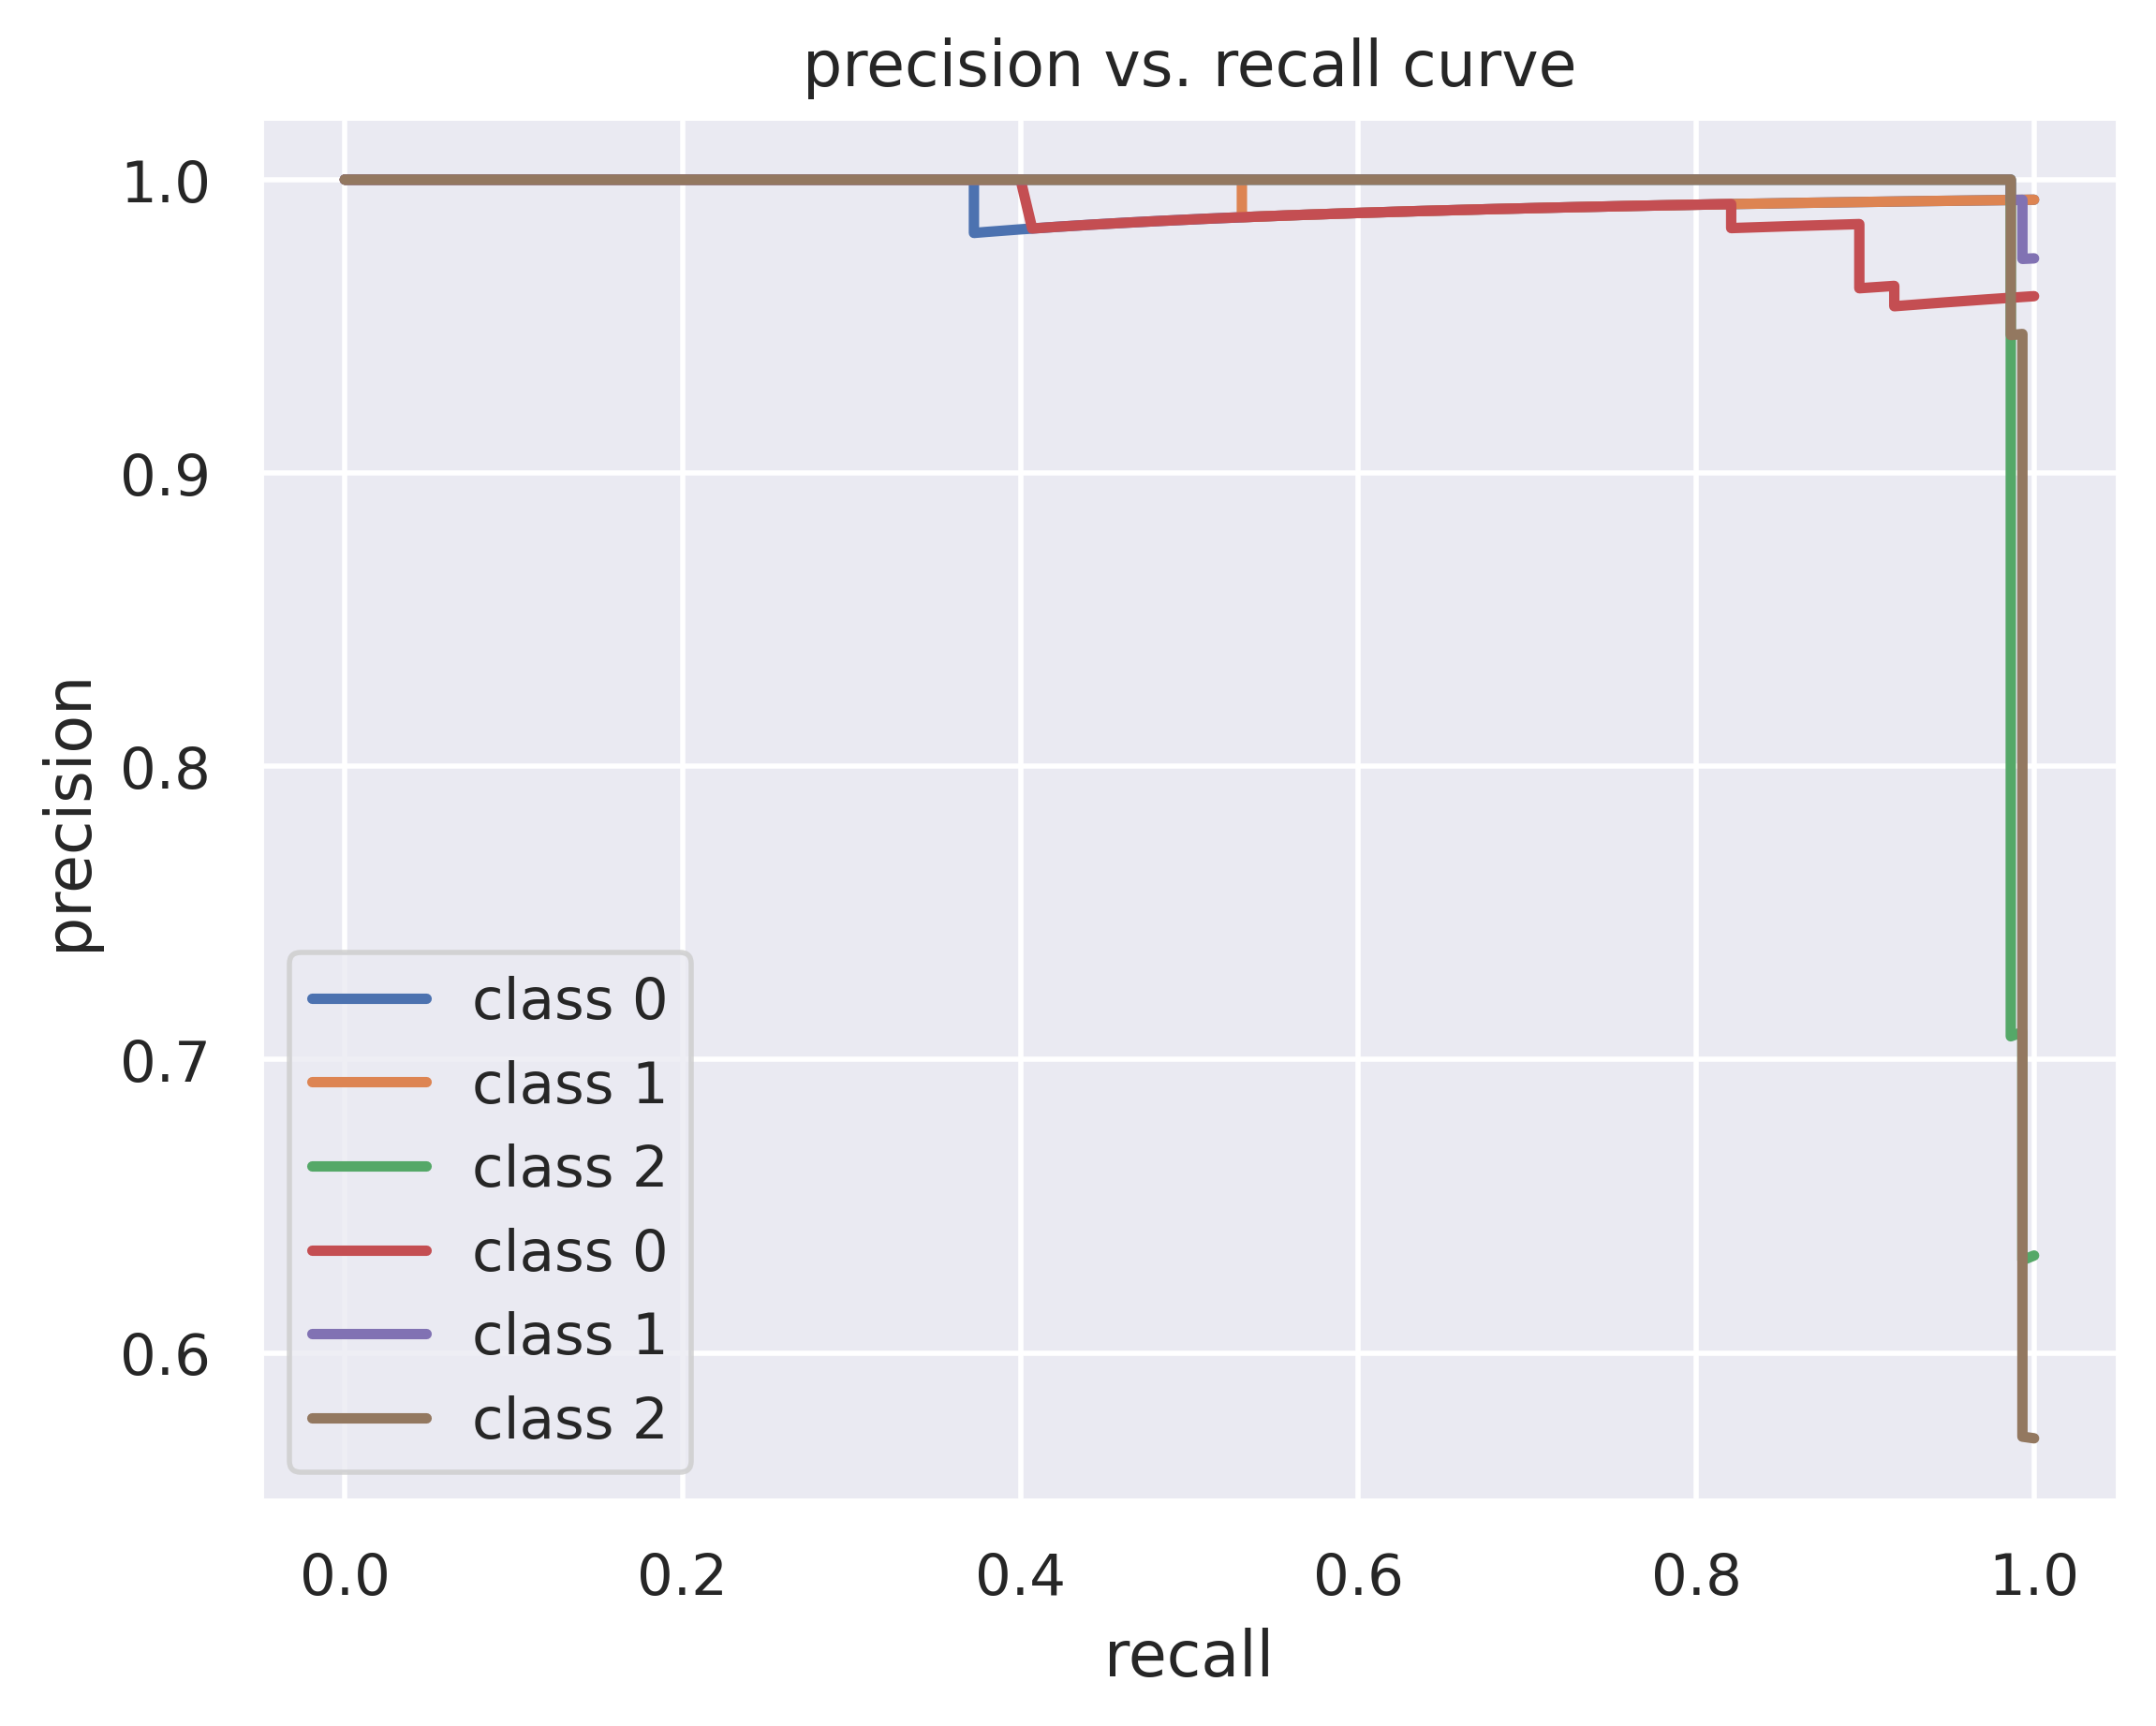 precision vs. recall curve
1.0
0.9
0.8
0.7
0.6
precision
class 0
class 1
class 2
class 0
class 1
class 2
0.0 0.2 0.4 0.6 0.8 1.0
recall